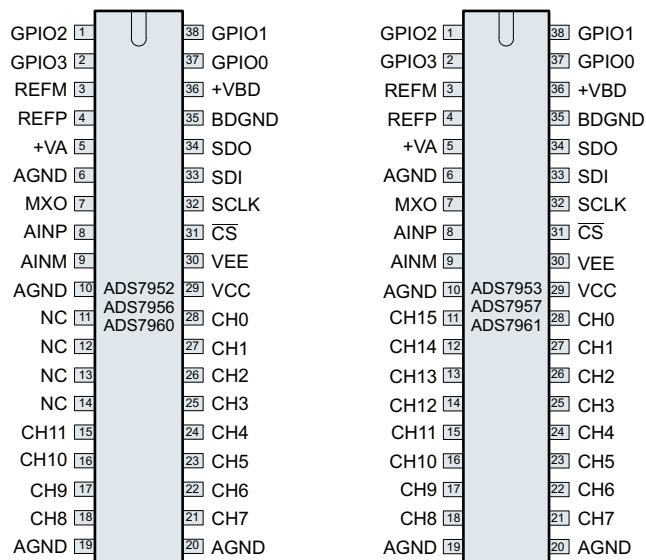 GPIO2 1 38 GPIO1
GPIO3 2 37 GPIO0
REFM 3 36 +VBD
REFP 4 35 BDGND
+VA 5 34 SDO
AGND 6 33 SDI
MXO 7 32 SCLK
AINP 8 31 CS
AINM 9 30 VEE
AGND 10 29 VCC
NC 11 28 CH0
NC 12 27 CH1
NC 13 26 CH2
NC 14 25 CH3
CH11 15 24 CH4
CH10 16 23 CH5
CH9 17 22 CH6
CH8 18 21 CH7
AGND 19 20 AGND
ADS7952
ADS7956
ADS7960
GPIO2 1 38 GPIO1
GPIO3 2 37 GPIO0
REFM 3 36 +VBD
REFP 4 35 BDGND
+VA 5 34 SDO
AGND 6 33 SDI
MXO 7 32 SCLK
AINP 8 31 CS
AINM 9 30 VEE
AGND 10 29 VCC
CH15 11 28 CH0
CH14 12 27 CH1
CH13 13 26 CH2
CH12 14 25 CH3
CH11 15 24 CH4
CH10 16 23 CH5
CH9 17 22 CH6
CH8 18 21 CH7
AGND 19 20 AGND
ADS7953
ADS7957
ADS7961